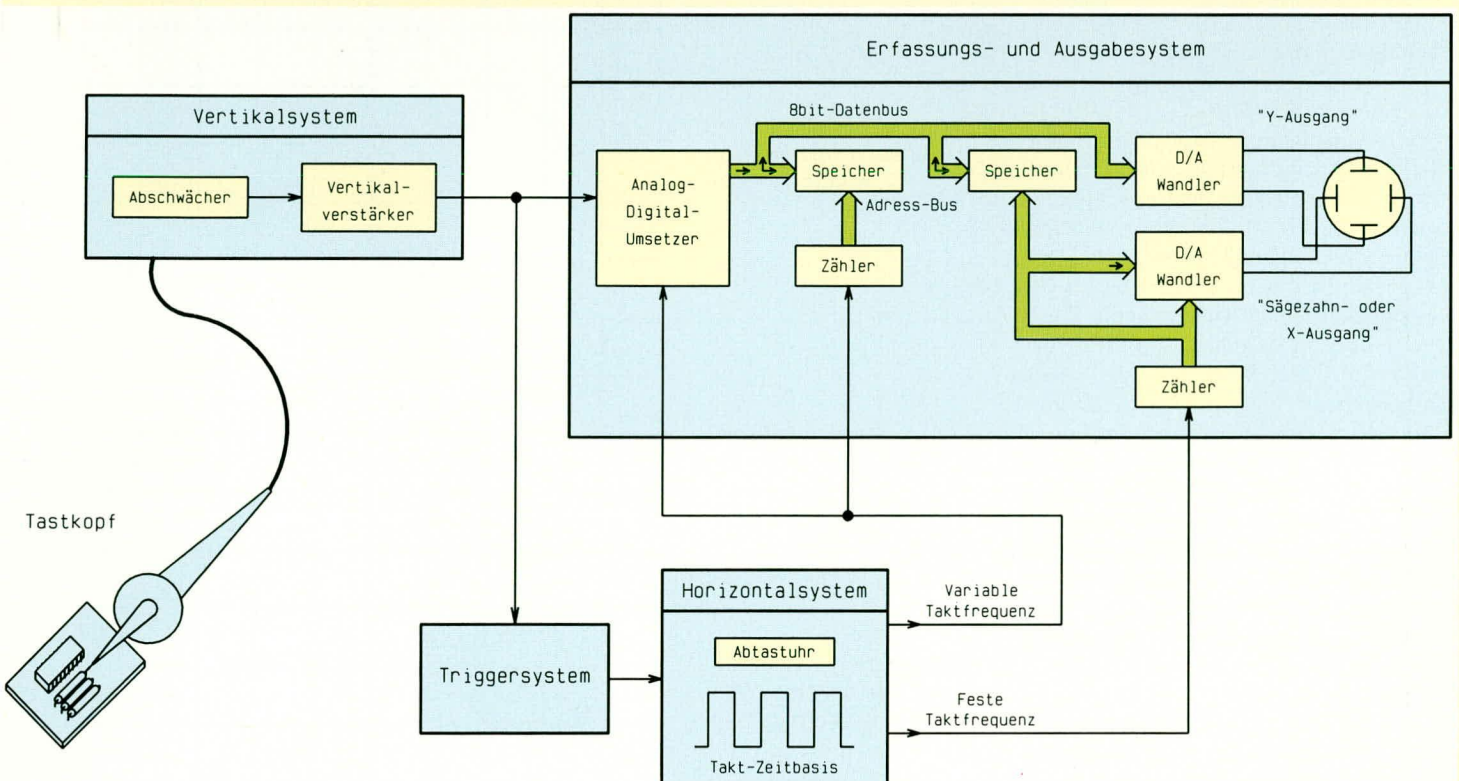 Erfassungs- und Ausgabesystem
Vertikalsystem
8bit-Datenbus
"Y-Ausgang"
Abschwächer
Vertikal-
verstärker
Analog-
Digital-
Umsetzer
Speicher
Speicher
D/A
Wandler
Adress-Bus
Zähler
D/A
Wandler
"Sägezahn- oder
X-Ausgang"
Zähler
Tastkopf
Triggersystem
Horizontalsystem
Abtastuhr
Takt-Zeitbasis
Variable
Taktfrequenz
Feste
Taktfrequenz